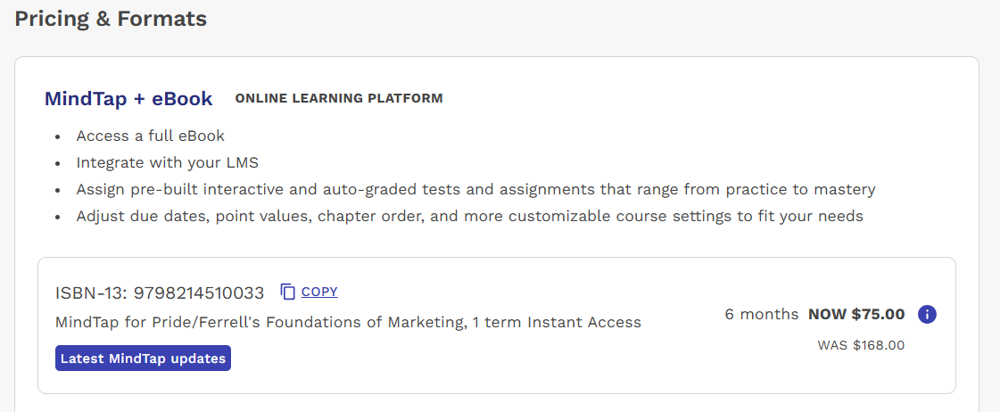 Pricing & Formats
MindTap + eBook ONLINE LEARNING PLATFORM
• Access a full eBook
• Integrate with your LMS
• Assign pre-built interactive and auto-graded tests and assignments that range from practice to mastery
• Adjust due dates, point values, chapter order, and more customizable course settings to fit your needs
ISBN-13: 9798214510033 COPY
MindTap for Pride/Ferrell's Foundations of Marketing, 1 term Instant Access
6 months NOW $75.00
WAS $168.00
Latest MindTap updates